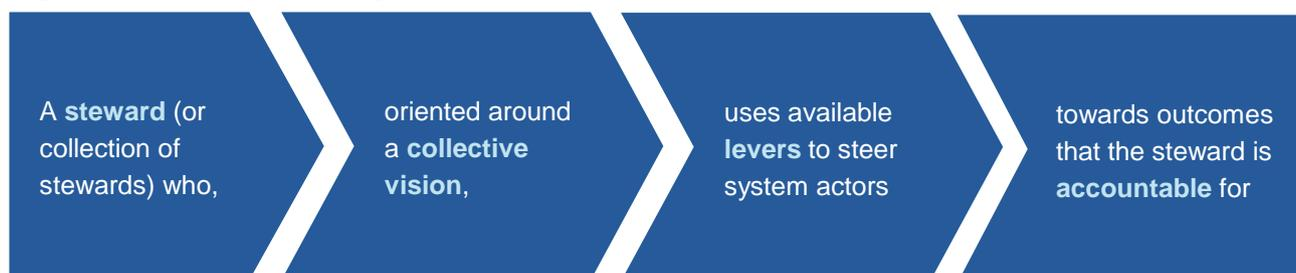 A steward (or
collection of
stewards) who,
oriented around
a collective
vision,
uses available
levers to steer
system actors
towards outcomes
that the steward is
accountable for